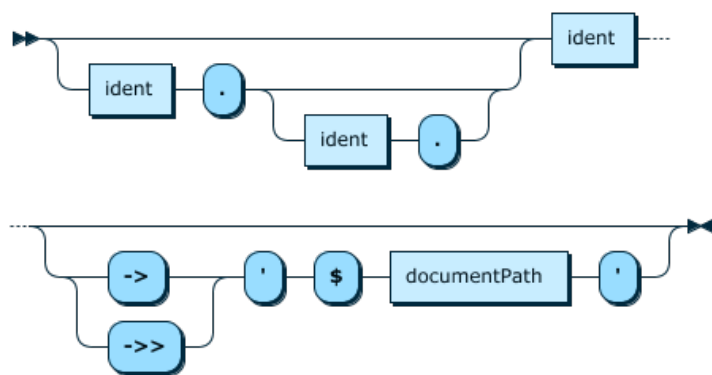 ident
ident .
ident .
->
' $ documentPath '
->>